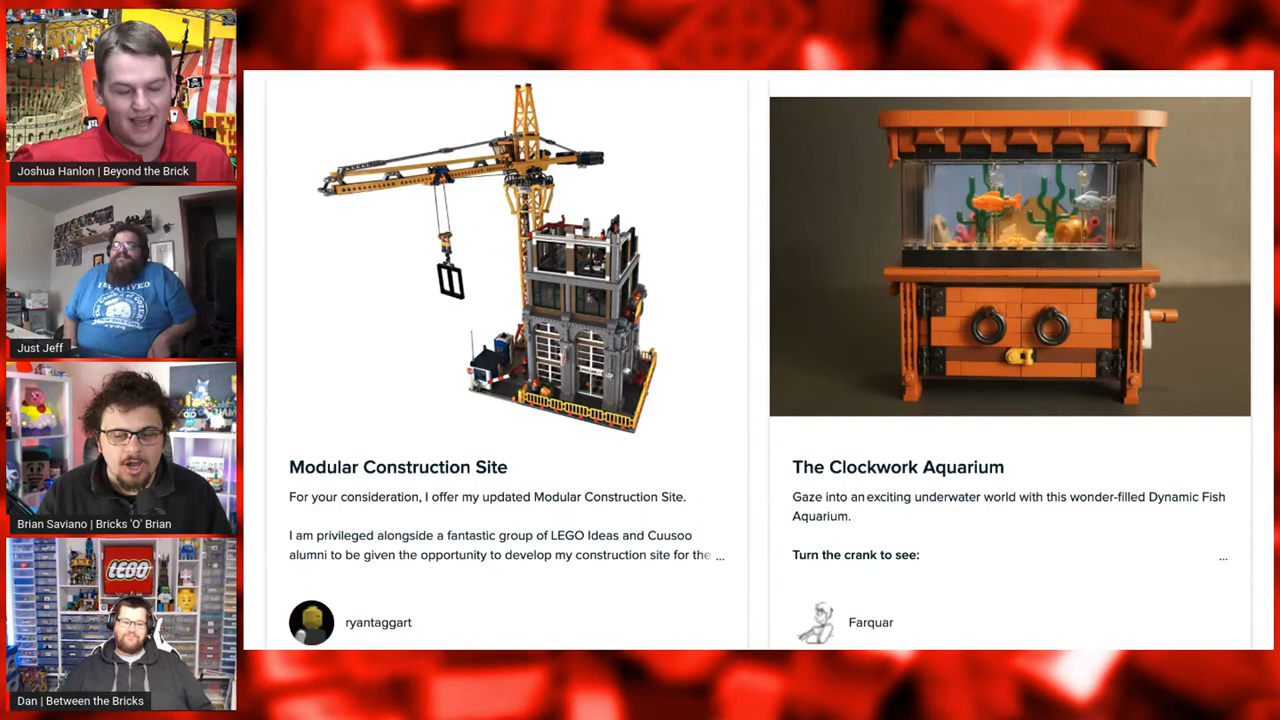 Joshua Hanlon | Beyond the Brick
Just Jeff
Brian Saviano | Bricks 'O' Brian
LEGO
Dan | Between the Bricks
Modular Construction Site
For your consideration, I offer my updated Modular Construction Site.
I am privileged alongside a fantastic group of LEGO Ideas and Cuusoo
alumni to be given the opportunity to develop my construction site for the ...
ryantaggart
The Clockwork Aquarium
Gaze into an exciting underwater world with this wonder-filled Dynamic Fish
Aquarium.
Turn the crank to see: ...
Farquar